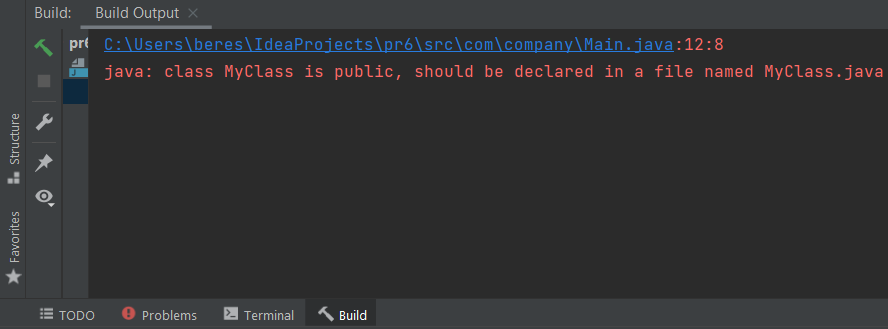 Build:
Build Output
pr6
C:\Users\beres\IdeaProjects\pr6\src\com\company\Main.java:12:8
java: class MyClass is public, should be declared in a file named MyClass.java
Structure
Favorites
TODO
Problems
Terminal
Build